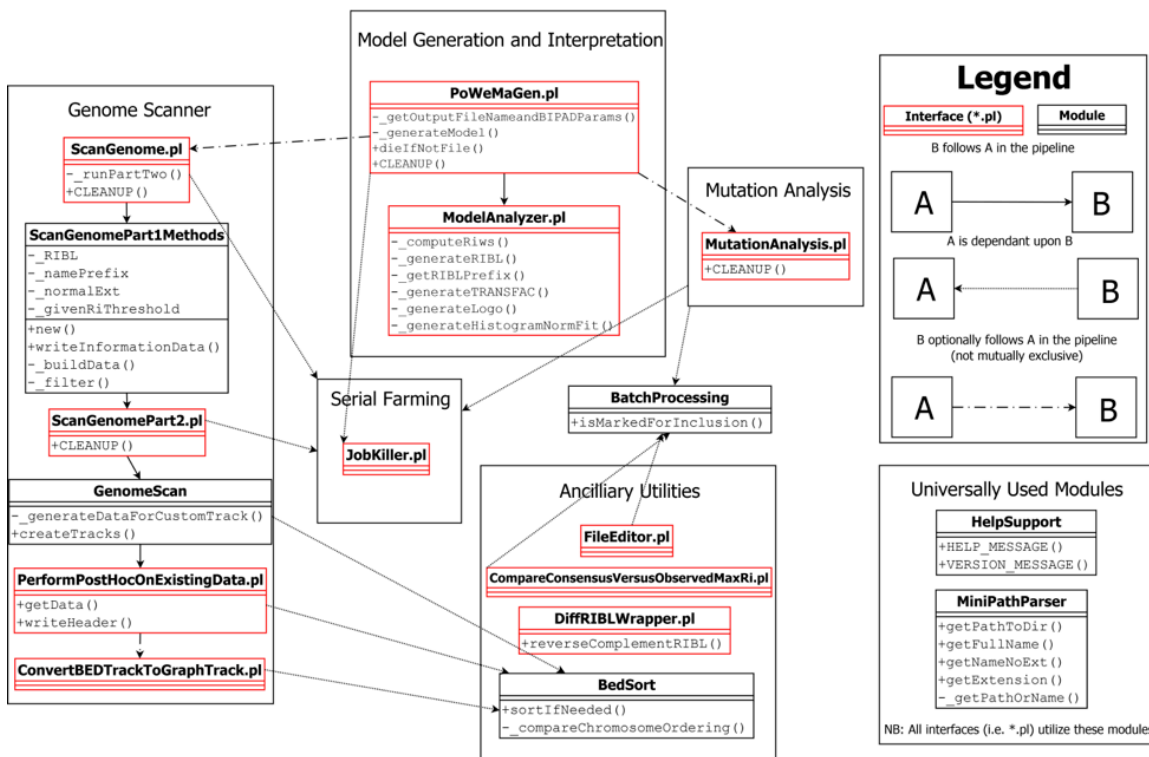 Genome Scanner
ScanGenome.pl
-_runPartTwo()
+CLEANUP()
ScanGenomePart1Methods
-_RIBL
-_namePrefix
-_normalExt
-_givenRiThreshold
+new()
+writeInformationData()
-_buildData()
-_filter()
ScanGenomePart2.pl
+CLEANUP()
GenomeScan
-_generateDataForCustomTrack()
+createTracks()
PerformPostHocOnExistingData.pl
+getData()
+writeHeader()
ConvertBEDTrackToGraphTrack.pl
Model Generation and Interpretation
PoWeMaGen.pl
-_getOutputFileNameandBIPADParams()
-_generateModel()
+dieIfNotFile()
+CLEANUP()
ModelAnalyzer.pl
-_computeRiws()
-_generateRIBL()
-_getRIBLPrefix()
-_generateTRANSFAC()
-_generateLogo()
-_generateHistogramNormFit()
Serial Farming
JobKiller.pl
Mutation Analysis
MutationAnalysis.pl
+CLEANUP()
BatchProcessing
+isMarkedForInclusion()
Ancilliary Utilities
FileEditor.pl
CompareConsensusVersusObservedMaxRi.pl
DiffRIBLWrapper.pl
+reverseComplementRIBL()
BedSort
+sortIfNeeded()
-_compareChromosomeOrdering()
Legend
Interface (*.pl)
Module
B follows A in the pipeline
A
B
A is dependant upon B
A
B
B optionally follows A in the pipeline
(not mutually exclusive)
A
B
Universally Used Modules
HelpSupport
+HELP_MESSAGE()
+VERSION_MESSAGE()
MiniPathParser
+getPathToDir()
+getFullName()
+getNameNoExt()
+getExtension()
-_getPathOrName()
NB: All interfaces (i.e. *.pl) utilize these modules